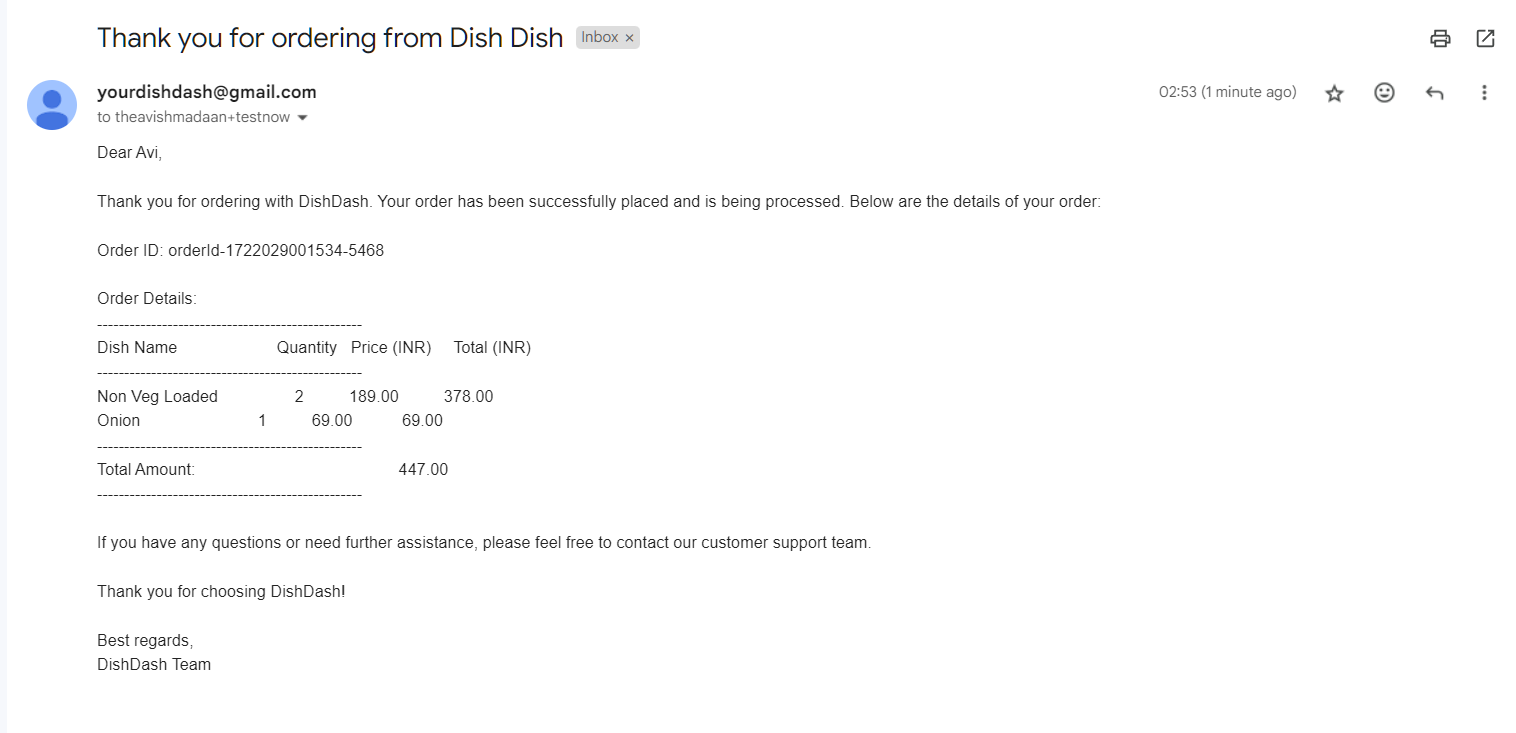 Thank you for ordering from Dish Dish Inbox ×
yourdishdash@gmail.com 02:53 (1 minute ago)
to theavishmadaan+testnow
Dear Avi,
Thank you for ordering with DishDash. Your order has been successfully placed and is being processed. Below are the details of your order:
Order ID: orderId-1722029001534-5468
Order Details:
-------------------------------------------------
Dish Name Quantity Price (INR) Total (INR)
-------------------------------------------------
Non Veg Loaded 2 189.00 378.00
Onion 1 69.00 69.00
-------------------------------------------------
Total Amount: 447.00
-------------------------------------------------
If you have any questions or need further assistance, please feel free to contact our customer support team.
Thank you for choosing DishDash!
Best regards,
DishDash Team